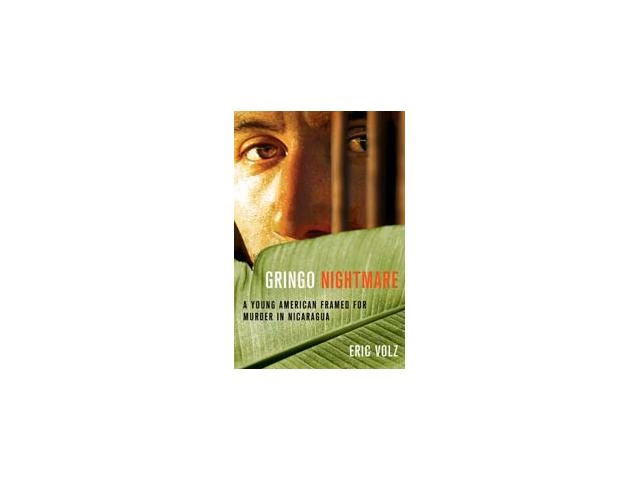 GRINGO NIGHTMARE
A YOUNG AMERICAN FRAMED FOR
MURDER IN NICARAGUA
ERIC VOLZ